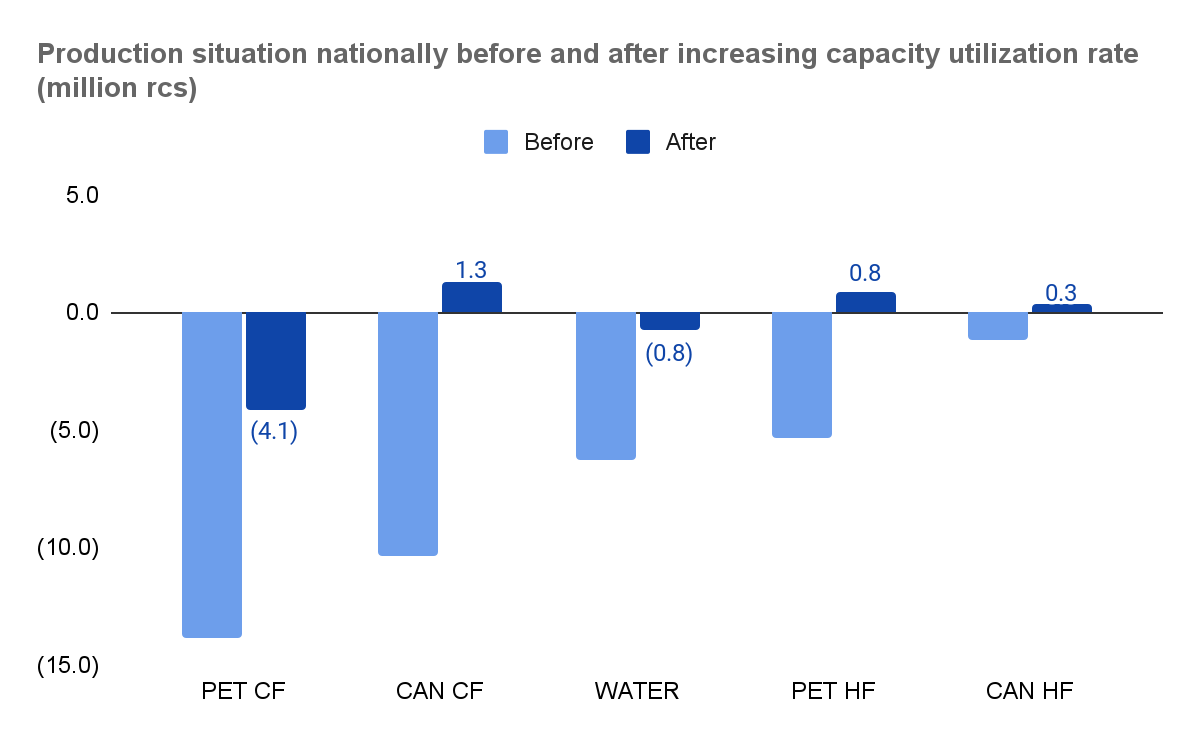 Production situation nationally before and after increasing capacity utilization rate
(million rcs)
Before After
5.0
0.0
(5.0)
(10.0)
(15.0)
(4.1)
1.3
(0.8)
0.8
0.3
PET CF CAN CF WATER PET HF CAN HF